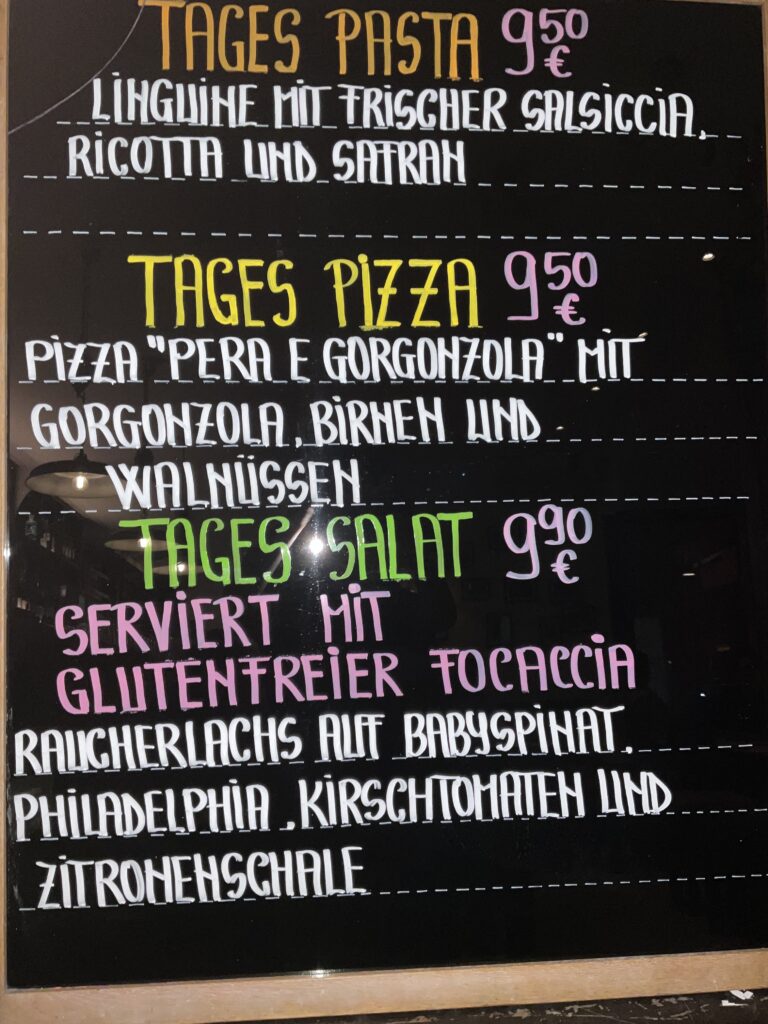 TAGES PASTA 9,50 €
LINGUINE MIT FRISCHER SALSICCIA,
RICOTTA UND SAFRAN
TAGES PIZZA 9,50 €
PIZZA "PERA E GORGONZOLA" MIT
GORGONZOLA, BIRNEN UND
WALNÜSSEN
TAGES SALAT 9,90 €
SERVIERT MIT
GLUTENFREIER FOCACCIA
RAUCHERLACHS AUF BABYSPINAT,
PHILADELPHIA, KIRSCHTOMATEN UND
ZITRONENSCHALE